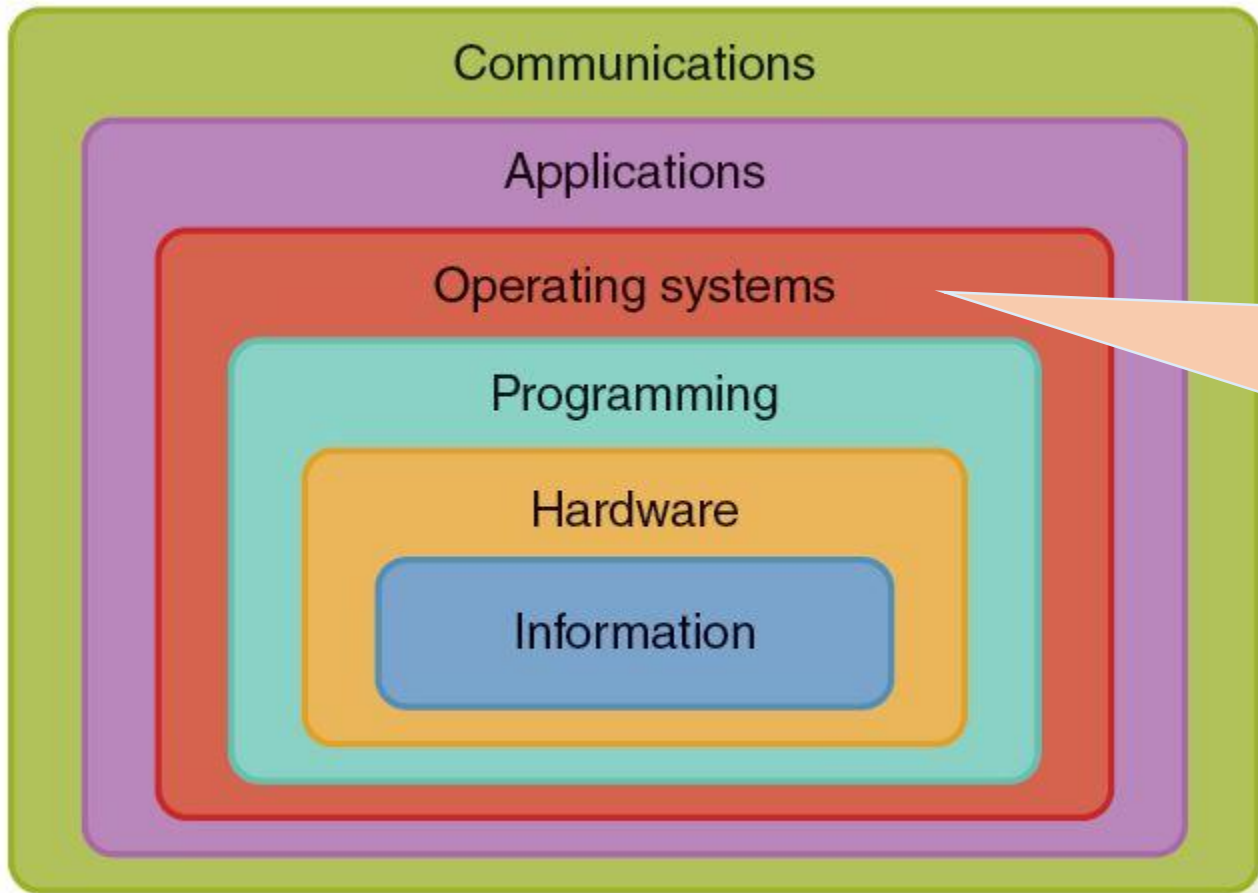 Communications
Applications
Operating systems
Programming
Hardware
Information